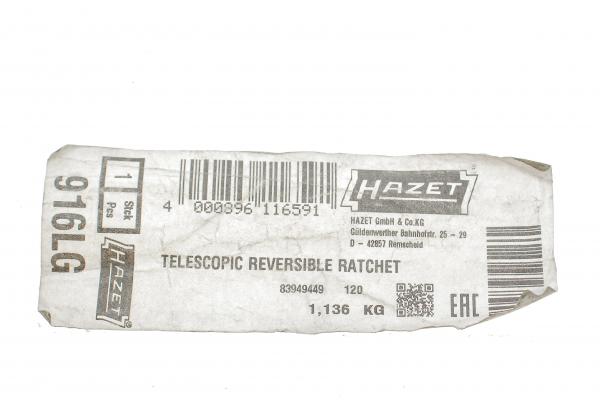 916LG
1
Stck
Pcs
HAZET®
4 000896 116591
HAZET
HAZET GmbH & Co.KG
Güldenwerther Bahnhofstr. 25 - 29
D - 42857 Remscheid
TELESCOPIC REVERSIBLE RATCHET
83949449 120
1,136 KG
EAC